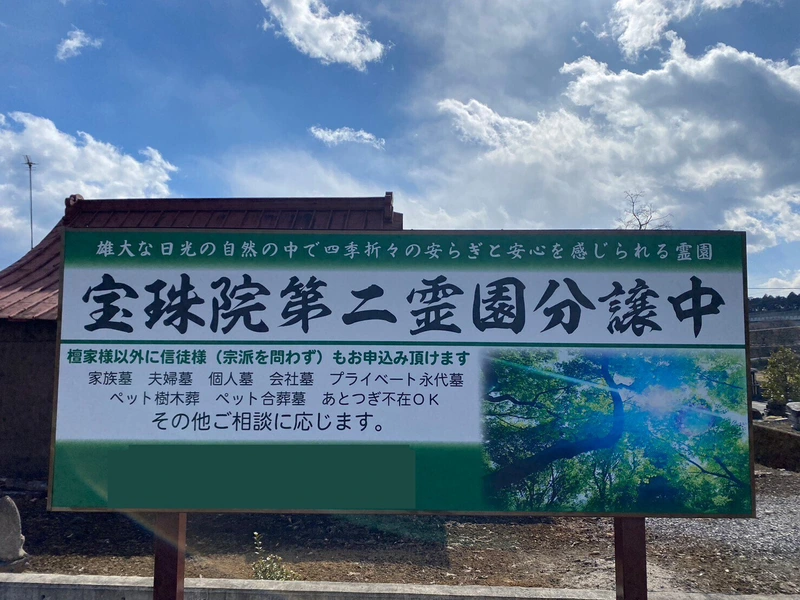 雄大な日光の自然の中で四季折々の安らぎと安心を感じられる霊園
宝珠院第二霊園分譲中
檀家様以外に信徒様（宗派を問わず）もお申込み頂けます
家族墓　夫婦墓　個人墓　会社墓　プライベート永代墓
ペット樹木葬　ペット合葬墓　あとつぎ不在OK
その他ご相談に応じます。